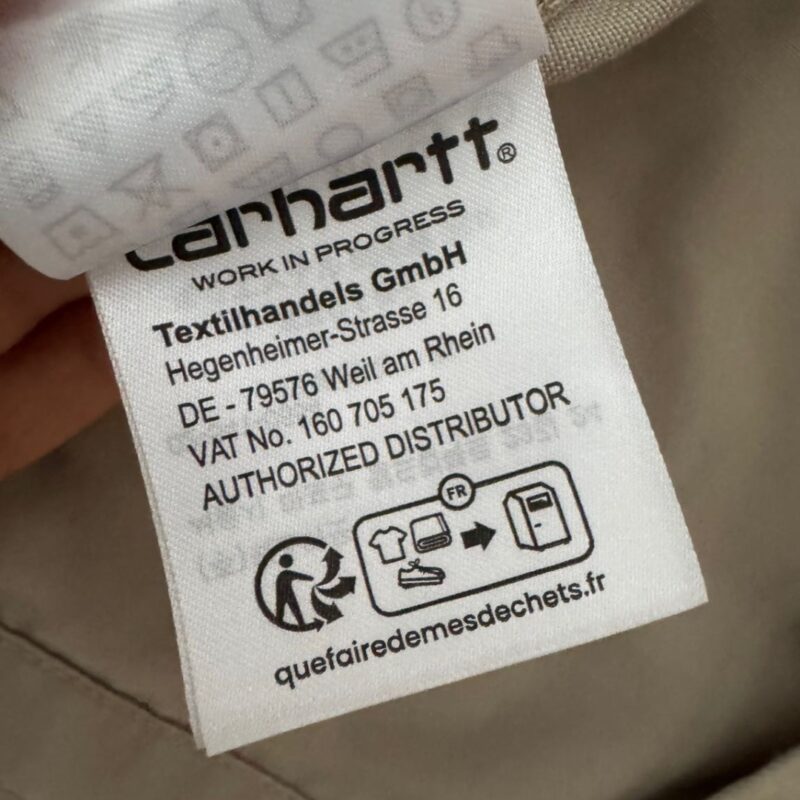 carhartt®
WORK IN PROGRESS
Textilhandels GmbH
Hegenheimer-Strasse 16
DE - 79576 Weil am Rhein
VAT No. 160 705 175
AUTHORIZED DISTRIBUTOR
FR
quefairedemesdechets.fr